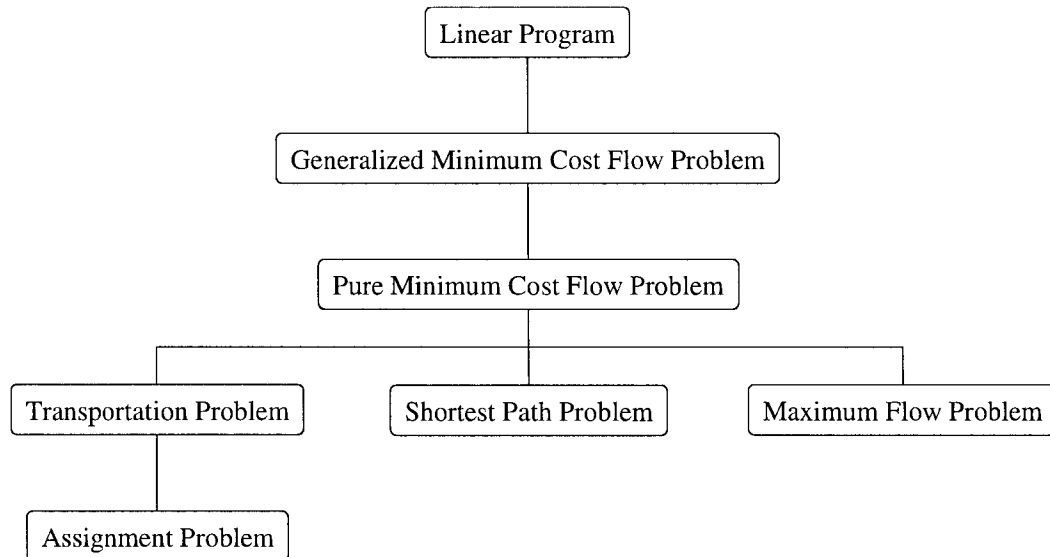 Linear Program
Generalized Minimum Cost Flow Problem
Pure Minimum Cost Flow Problem
Transportation Problem
Shortest Path Problem
Maximum Flow Problem
Assignment Problem